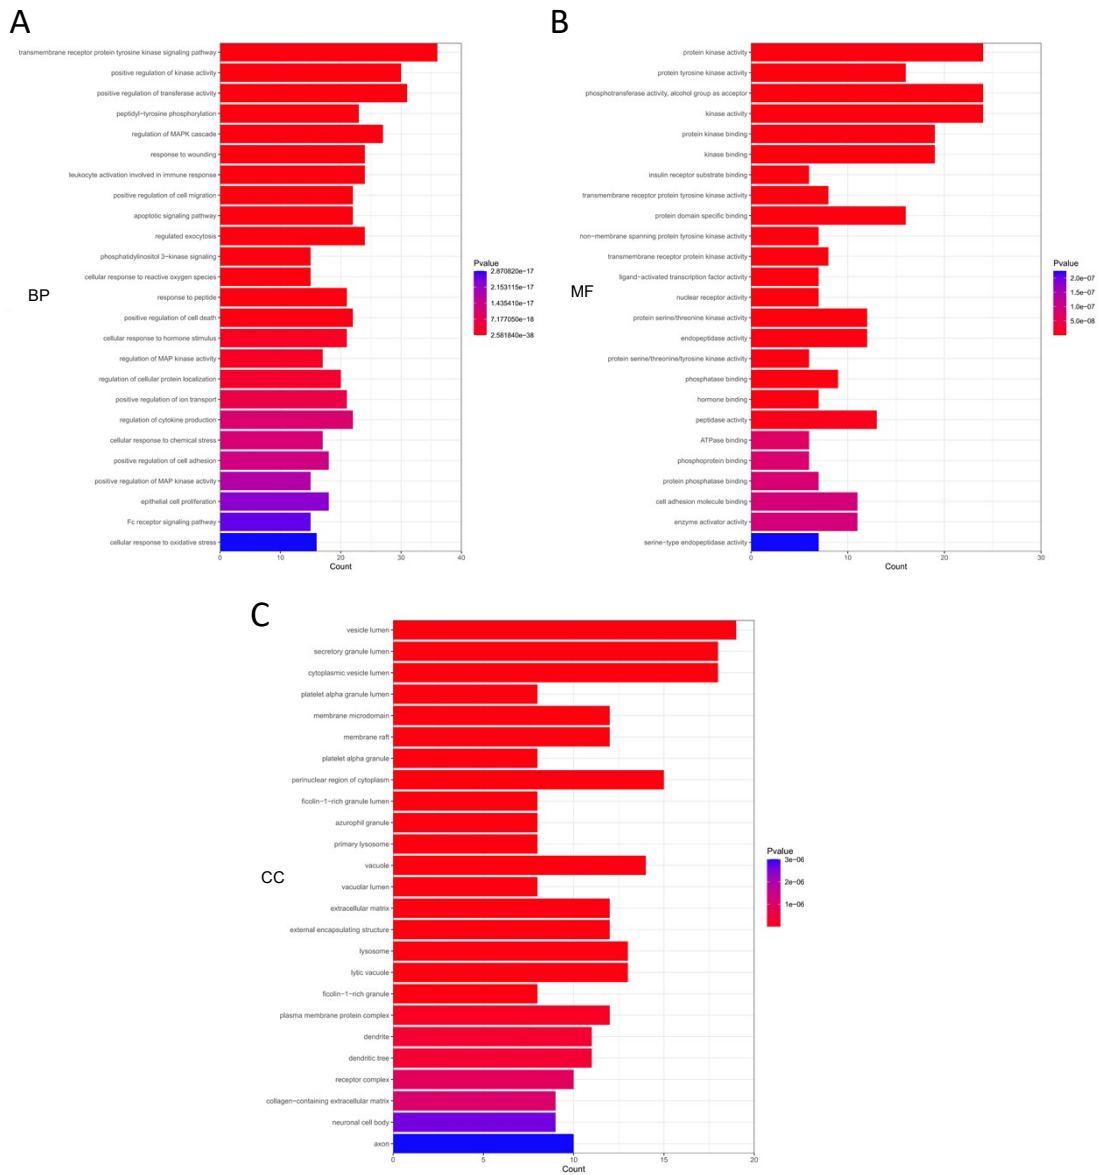 A
transmembrane receptor protein tyrosine kinase signaling pathway
positive regulation of kinase activity
positive regulation of transferase activity
peptidyl−tyrosine phosphorylation
regulation of MAPK cascade
response to wounding
leukocyte activation involved in immune response
positive regulation of cell migration
apoptotic signaling pathway
regulated exocytosis
phosphatidylinositol 3−kinase signaling
cellular response to reactive oxygen species
response to peptide
positive regulation of cell death
cellular response to hormone stimulus
regulation of MAP kinase activity
regulation of cellular protein localization
positive regulation of ion transport
regulation of cytokine production
cellular response to chemical stress
positive regulation of cell adhesion
positive regulation of MAP kinase activity
epithelial cell proliferation
Fc receptor signaling pathway
cellular response to oxidative stress
BP
0 10 20 30 40
Count
Pvalue
2.870820e−17
2.153115e−17
1.435410e−17
7.177050e−18
2.581840e−38
B
protein kinase activity
protein tyrosine kinase activity
phosphotransferase activity, alcohol group as acceptor
kinase activity
protein kinase binding
kinase binding
insulin receptor substrate binding
transmembrane receptor protein tyrosine kinase activity
protein domain specific binding
non−membrane spanning protein tyrosine kinase activity
transmembrane receptor protein kinase activity
ligand−activated transcription factor activity
nuclear receptor activity
protein serine/threonine kinase activity
endopeptidase activity
protein serine/threonine/tyrosine kinase activity
phosphatase binding
hormone binding
peptidase activity
ATPase binding
phosphoprotein binding
protein phosphatase binding
cell adhesion molecule binding
enzyme activator activity
serine−type endopeptidase activity
MF
0 10 20 30
Count
Pvalue
2.0e−07
1.5e−07
1.0e−07
5.0e−08
C
vesicle lumen
secretory granule lumen
cytoplasmic vesicle lumen
platelet alpha granule lumen
membrane microdomain
membrane raft
platelet alpha granule
perinuclear region of cytoplasm
ficolin−1−rich granule lumen
azurophil granule
primary lysosome
vacuole
vacuolar lumen
extracellular matrix
external encapsulating structure
lysosome
lytic vacuole
ficolin−1−rich granule
plasma membrane protein complex
dendrite
dendritic tree
receptor complex
collagen−containing extracellular matrix
neuronal cell body
axon
CC
0 5 10 15 20
Count
Pvalue
3e−06
2e−06
1e−06